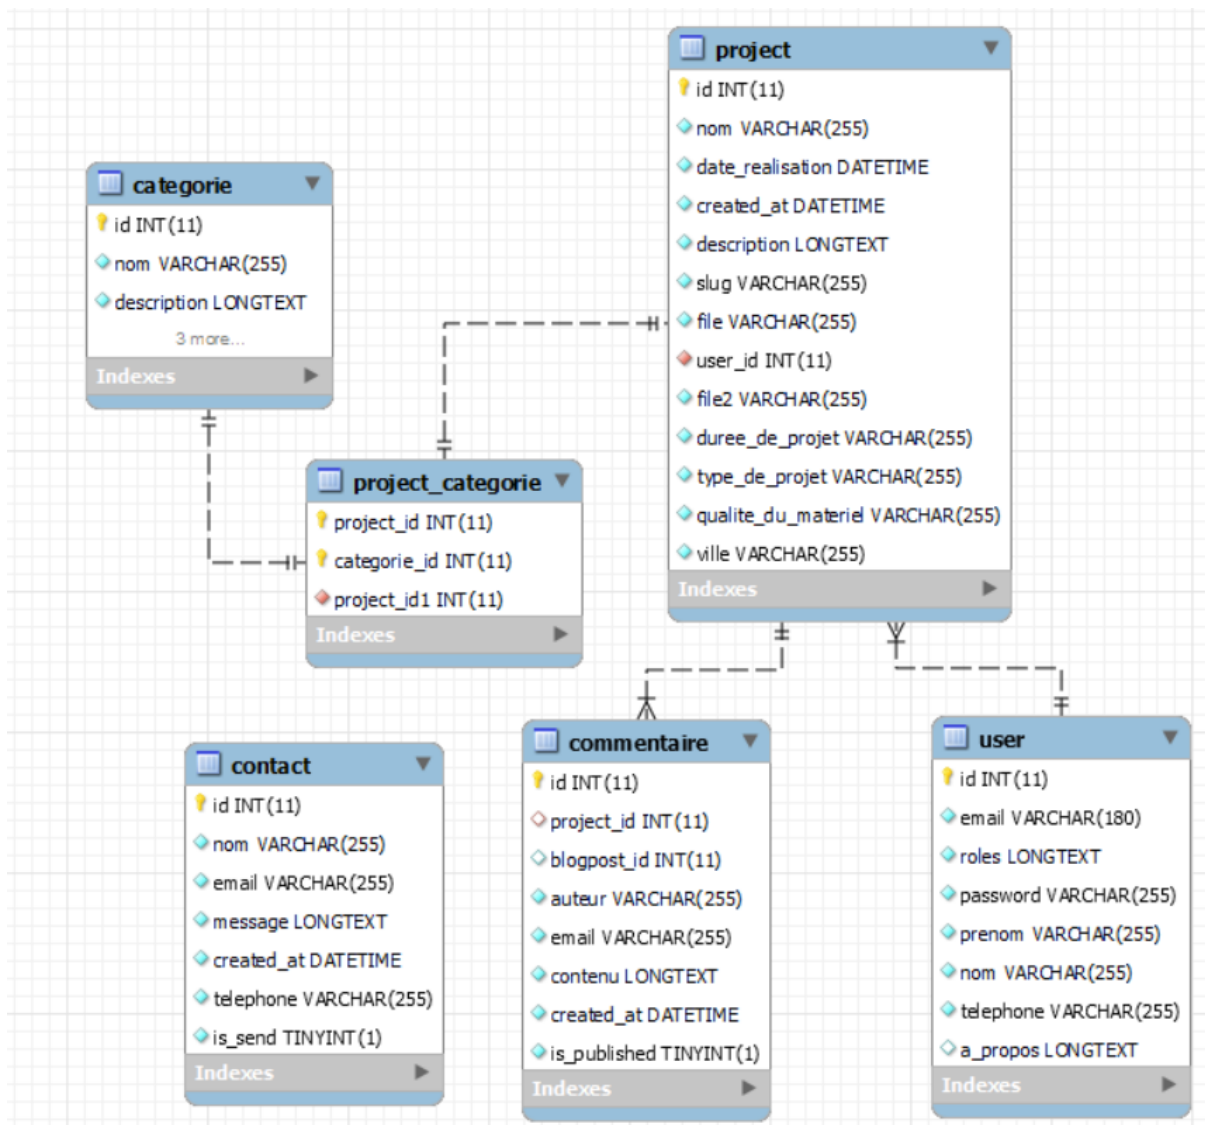 project
id INT(11)
nom VARCHAR(255)
date_realisation DATETIME
created_at DATETIME
description LONGTEXT
slug VARCHAR(255)
file VARCHAR(255)
user_id INT(11)
file2 VARCHAR(255)
duree_de_projet VARCHAR(255)
type_de_projet VARCHAR(255)
qualite_du_materiel VARCHAR(255)
ville VARCHAR(255)
Indexes
categorie
id INT(11)
nom VARCHAR(255)
description LONGTEXT
3 more...
Indexes
project_categorie
project_id INT(11)
categorie_id INT(11)
project_id1 INT(11)
Indexes
contact
id INT(11)
nom VARCHAR(255)
email VARCHAR(255)
message LONGTEXT
created_at DATETIME
telephone VARCHAR(255)
is_send TINYINT(1)
Indexes
commentaire
id INT(11)
project_id INT(11)
blogpost_id INT(11)
auteur VARCHAR(255)
email VARCHAR(255)
contenu LONGTEXT
created_at DATETIME
is_published TINYINT(1)
Indexes
user
id INT(11)
email VARCHAR(180)
roles LONGTEXT
password VARCHAR(255)
prenom VARCHAR(255)
nom VARCHAR(255)
telephone VARCHAR(255)
a_propos LONGTEXT
Indexes